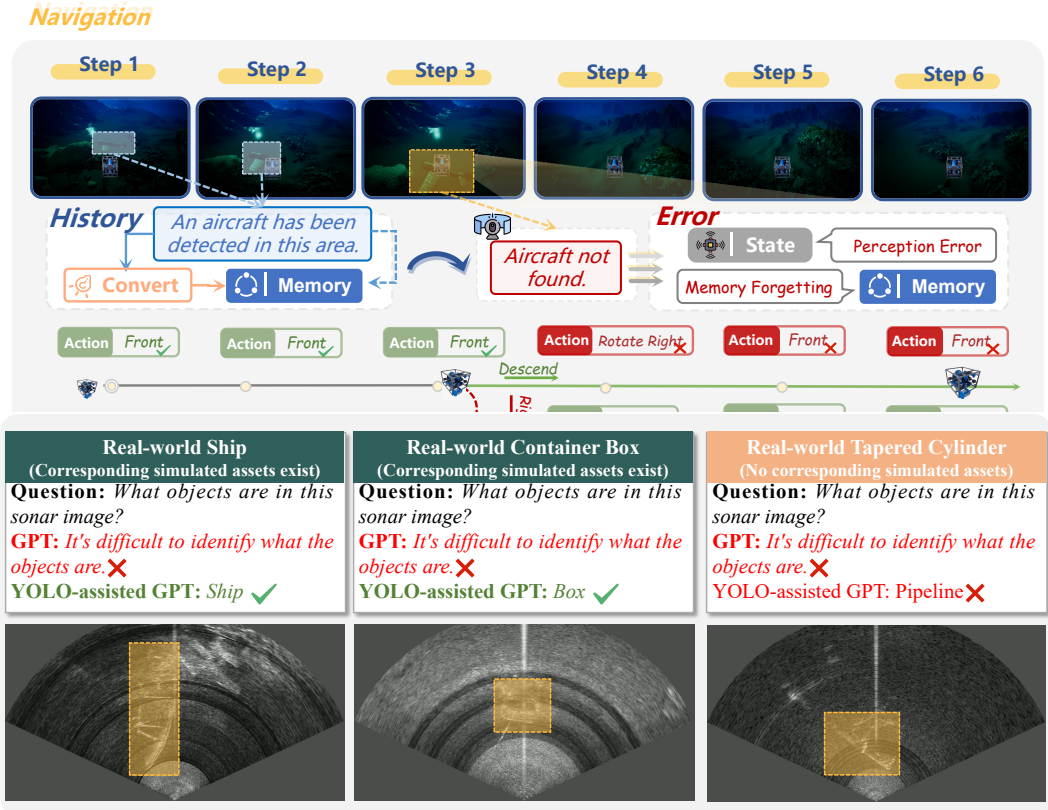 Navigation
Step 1
Step 2
Step 3
Step 4
Step 5
Step 6
History
An aircraft has been
detected in this area.
Convert
Memory
Aircraft not
found.
Error
State
Perception Error
Memory Forgetting
Memory
Action Front
Action Front
Action Front
Action Rotate Right
Action Front
Action Front
Descend
Real-world Ship
(Corresponding simulated assets exist)
Question: What objects are in this
sonar image?
GPT: It's difficult to identify what the
objects are.
YOLO-assisted GPT: Ship
Real-world Container Box
(Corresponding simulated assets exist)
Question: What objects are in this
sonar image?
GPT: It's difficult to identify what the
objects are.
YOLO-assisted GPT: Box
Real-world Tapered Cylinder
(No corresponding simulated assets)
Question: What objects are in this
sonar image?
GPT: It's difficult to identify what the
objects are.
YOLO-assisted GPT: Pipeline